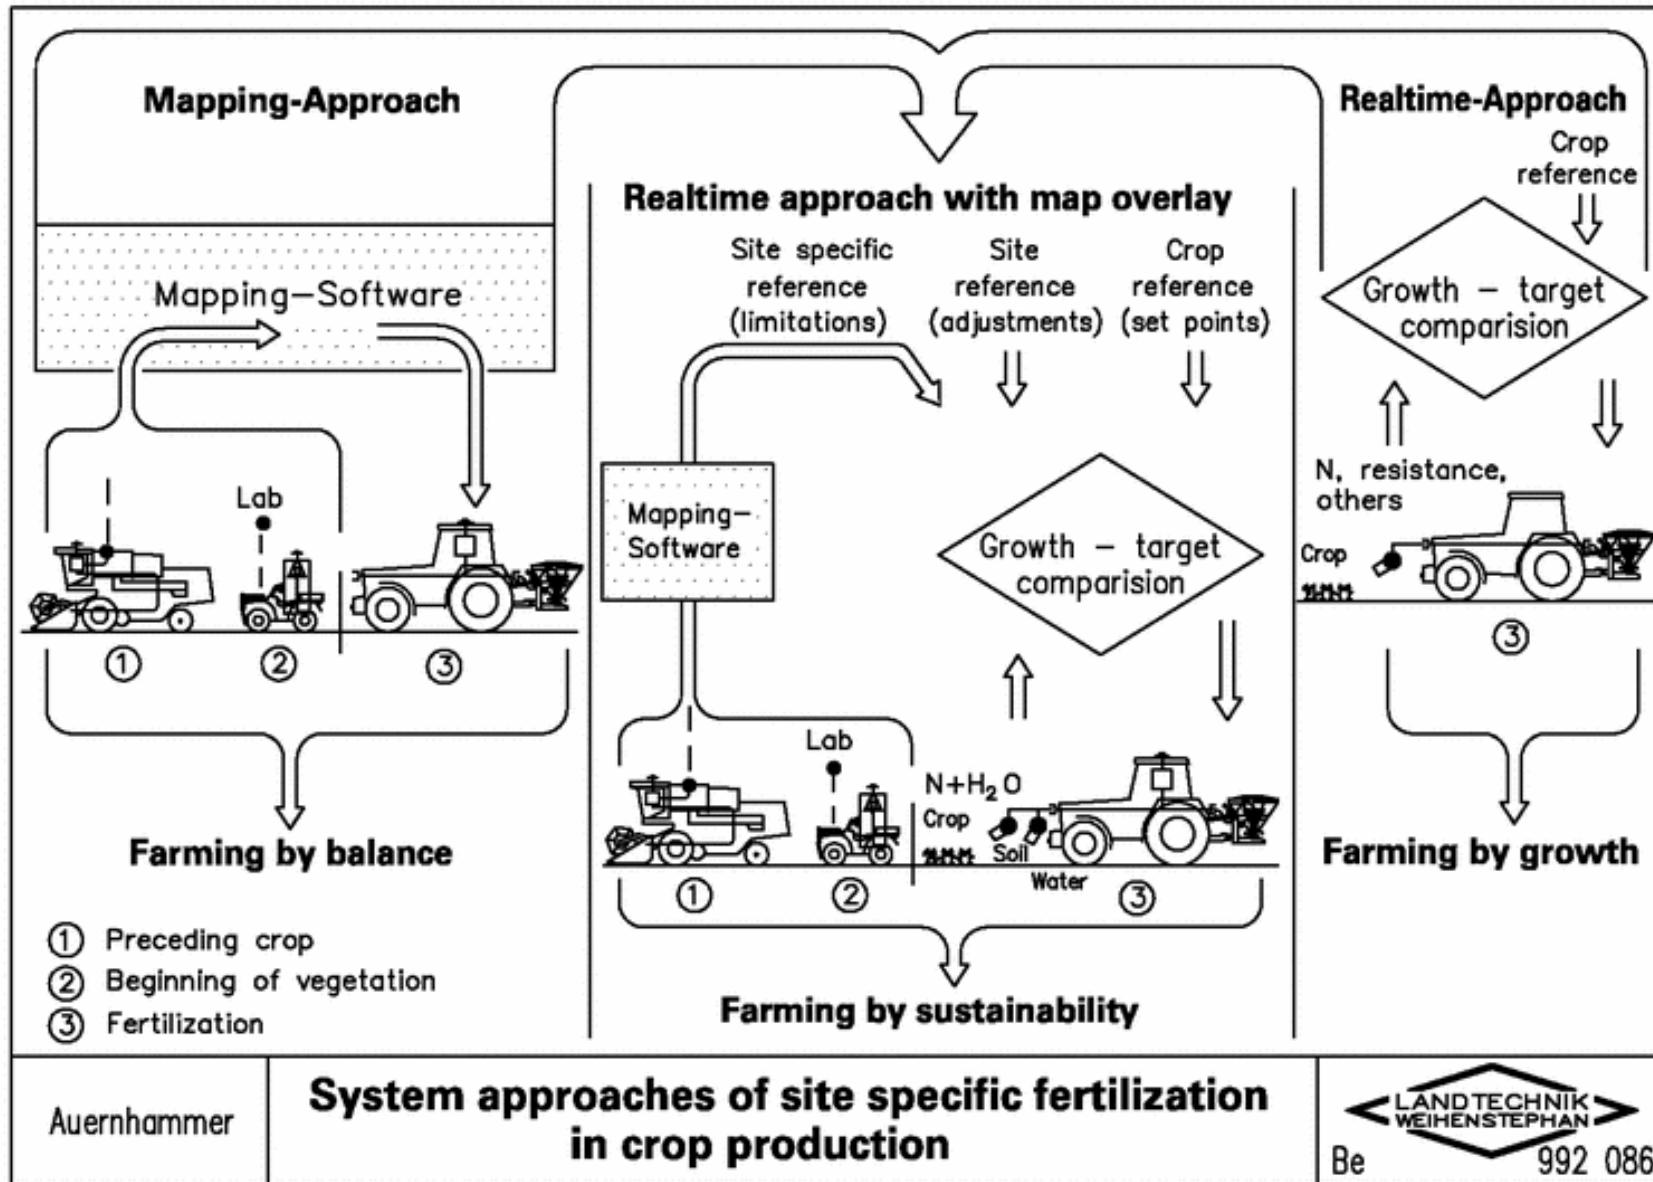 Mapping-Approach
Mapping-Software
Lab
①
②
③
Farming by balance
① Preceding crop
② Beginning of vegetation
③ Fertilization
Realtime approach with map overlay
Site specific
reference
(limitations)
Site
reference
(adjustments)
Crop
reference
(set points)
Mapping-
Software
Growth – target
comparision
Lab
N+H₂O
Crop
Soil
Water
①
②
③
Farming by sustainability
Realtime-Approach
Crop
reference
Growth – target
comparision
N, resistance,
others
Crop
③
Farming by growth
Auernhammer
System approaches of site specific fertilization
in crop production
LANDTECHNIK
WEIHENSTEPHAN
Be 992 086